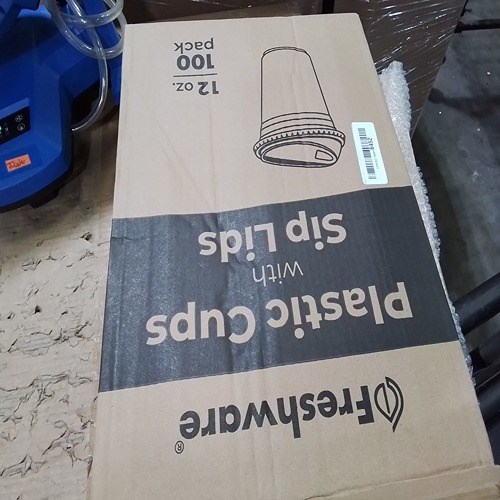 Freshware®
Plastic Cups
with
Sip Lids
12 oz.
100
pack